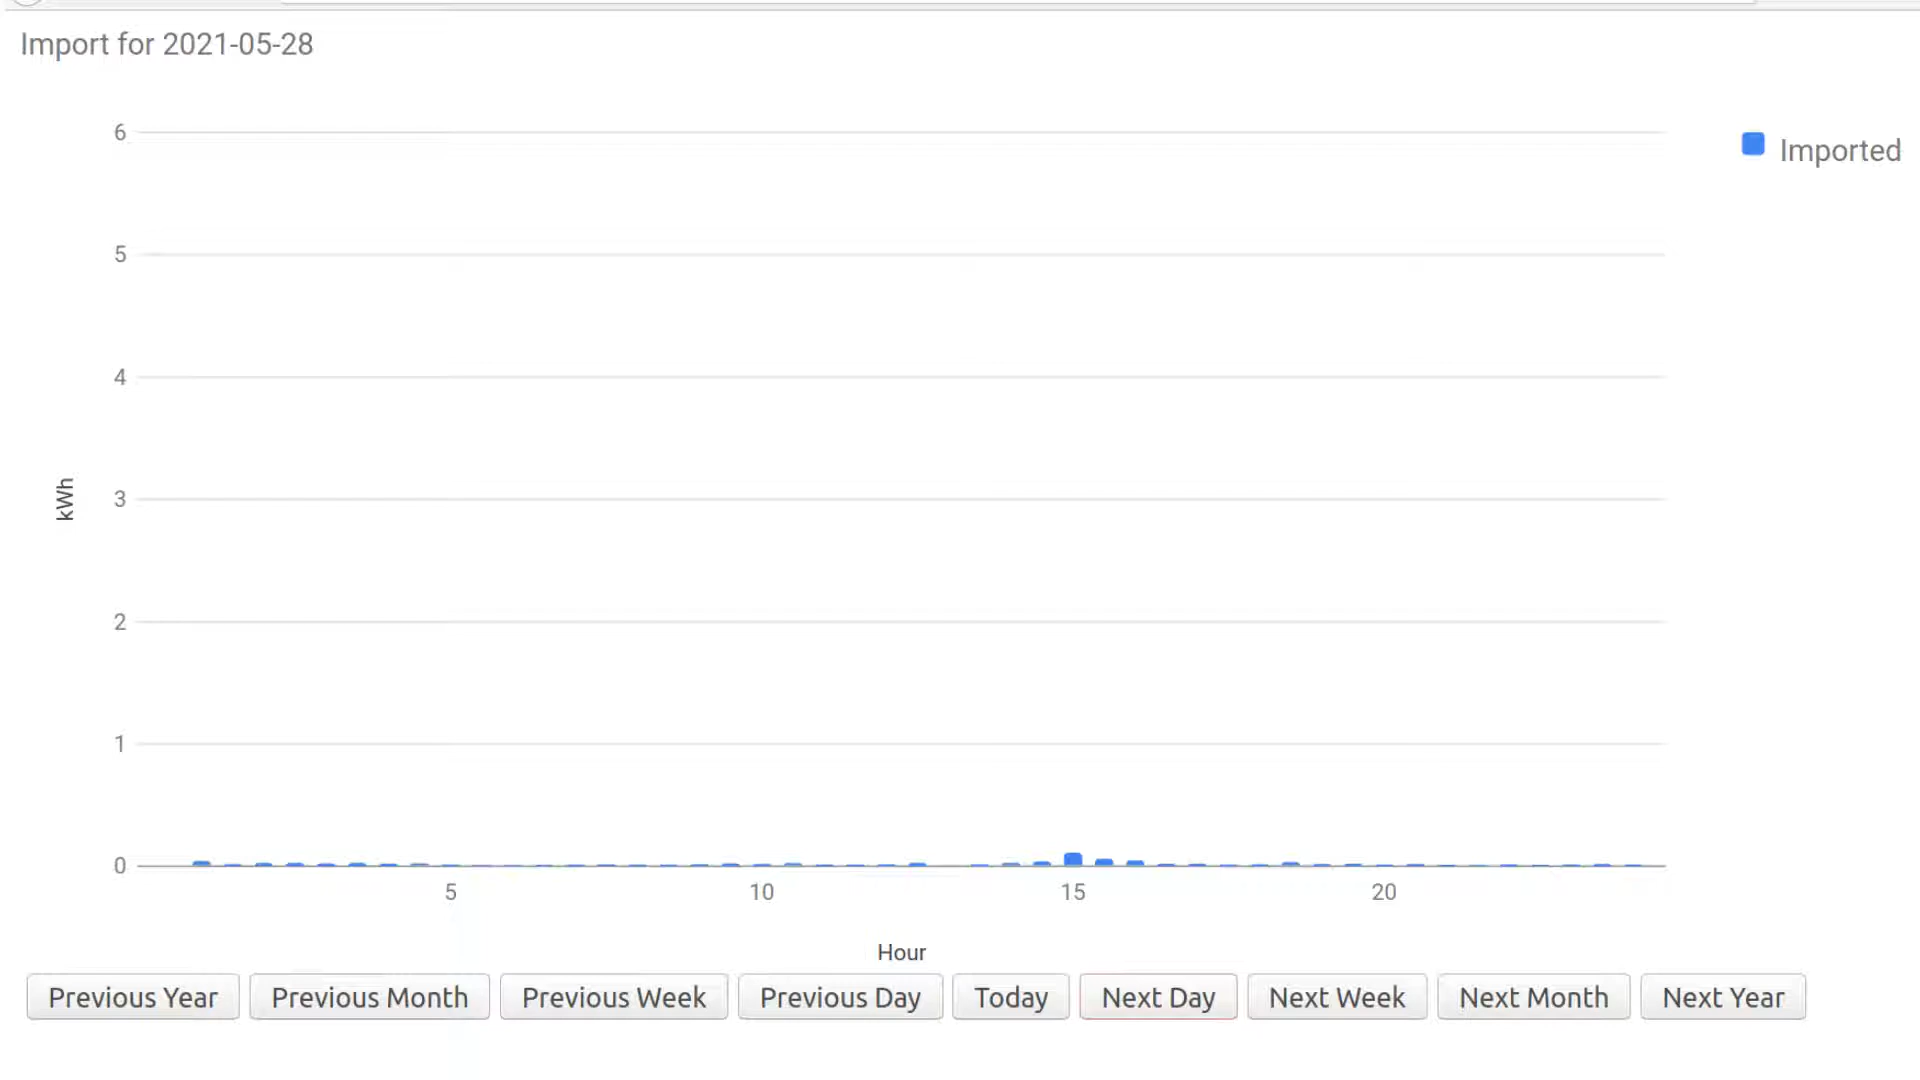 Import for 2021-05-28
6
Imported
5
4
3
kWh
2
1
0
5 10 15 20
Hour
Previous Year Previous Month Previous Week Previous Day Today Next Day Next Week Next Month Next Year